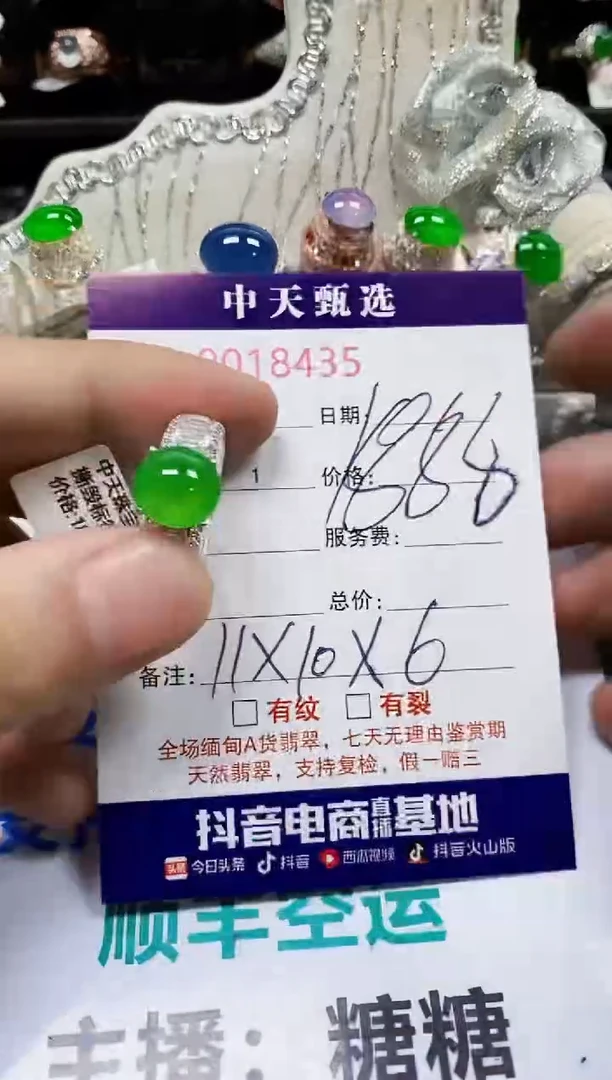 中天甄选
0018435
日期:
1 价格:
1888
服务费:
总价:
备注: 11X10X6
□ 有纹 □ 有裂
全场缅甸A货翡翠，七天无理由鉴赏期
天然翡翠，支持复检，假一赔三
抖音电商直播基地
头条 今日头条 抖音 西瓜视频 抖音火山版
顺丰空运
主播：糖糖